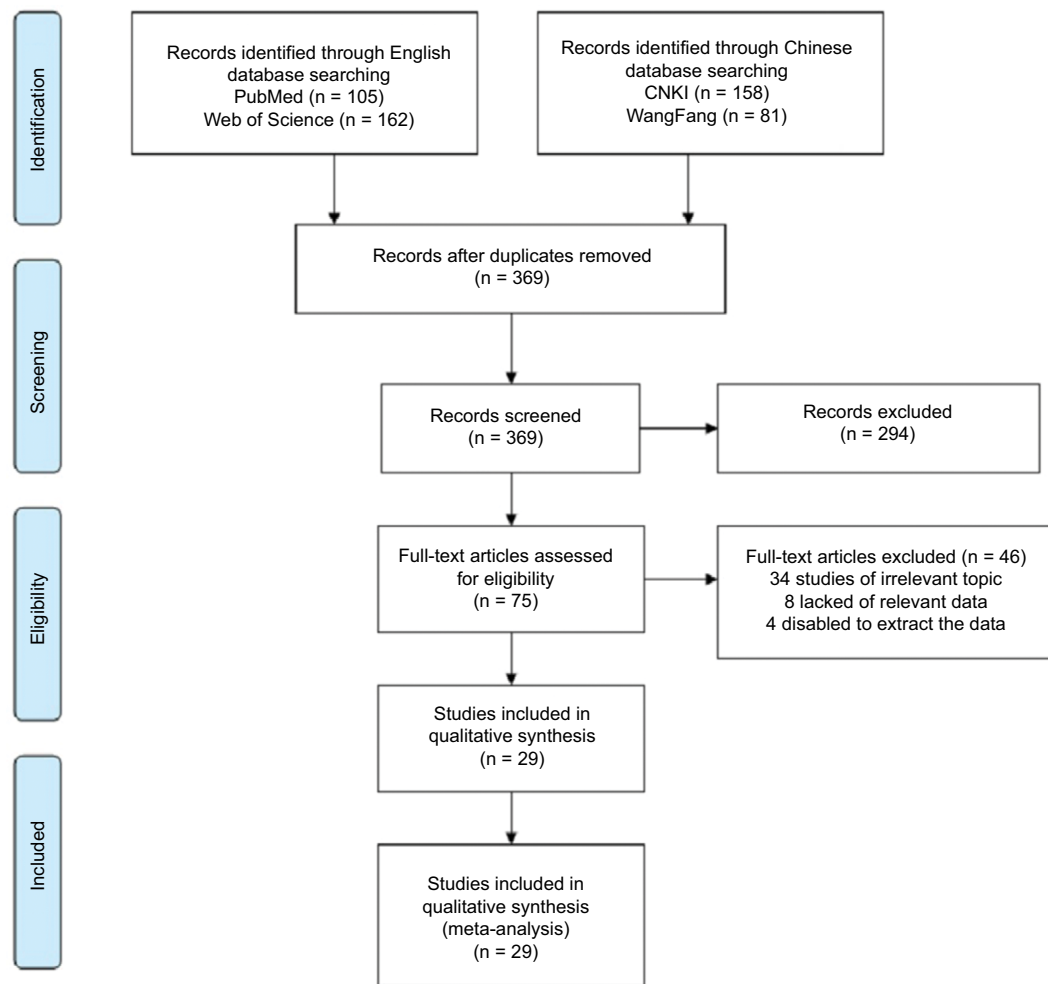 Identification
Records identified through English
database searching
PubMed (n = 105)
Web of Science (n = 162)
Records identified through Chinese
database searching
CNKI (n = 158)
WangFang (n = 81)
Records after duplicates removed
(n = 369)
Screening
Records screened
(n = 369)
Records excluded
(n = 294)
Eligibility
Full-text articles assessed
for eligibility
(n = 75)
Full-text articles excluded (n = 46)
34 studies of irrelevant topic
8 lacked of relevant data
4 disabled to extract the data
Studies included in
qualitative synthesis
(n = 29)
Included
Studies included in
qualitative synthesis
(meta-analysis)
(n = 29)